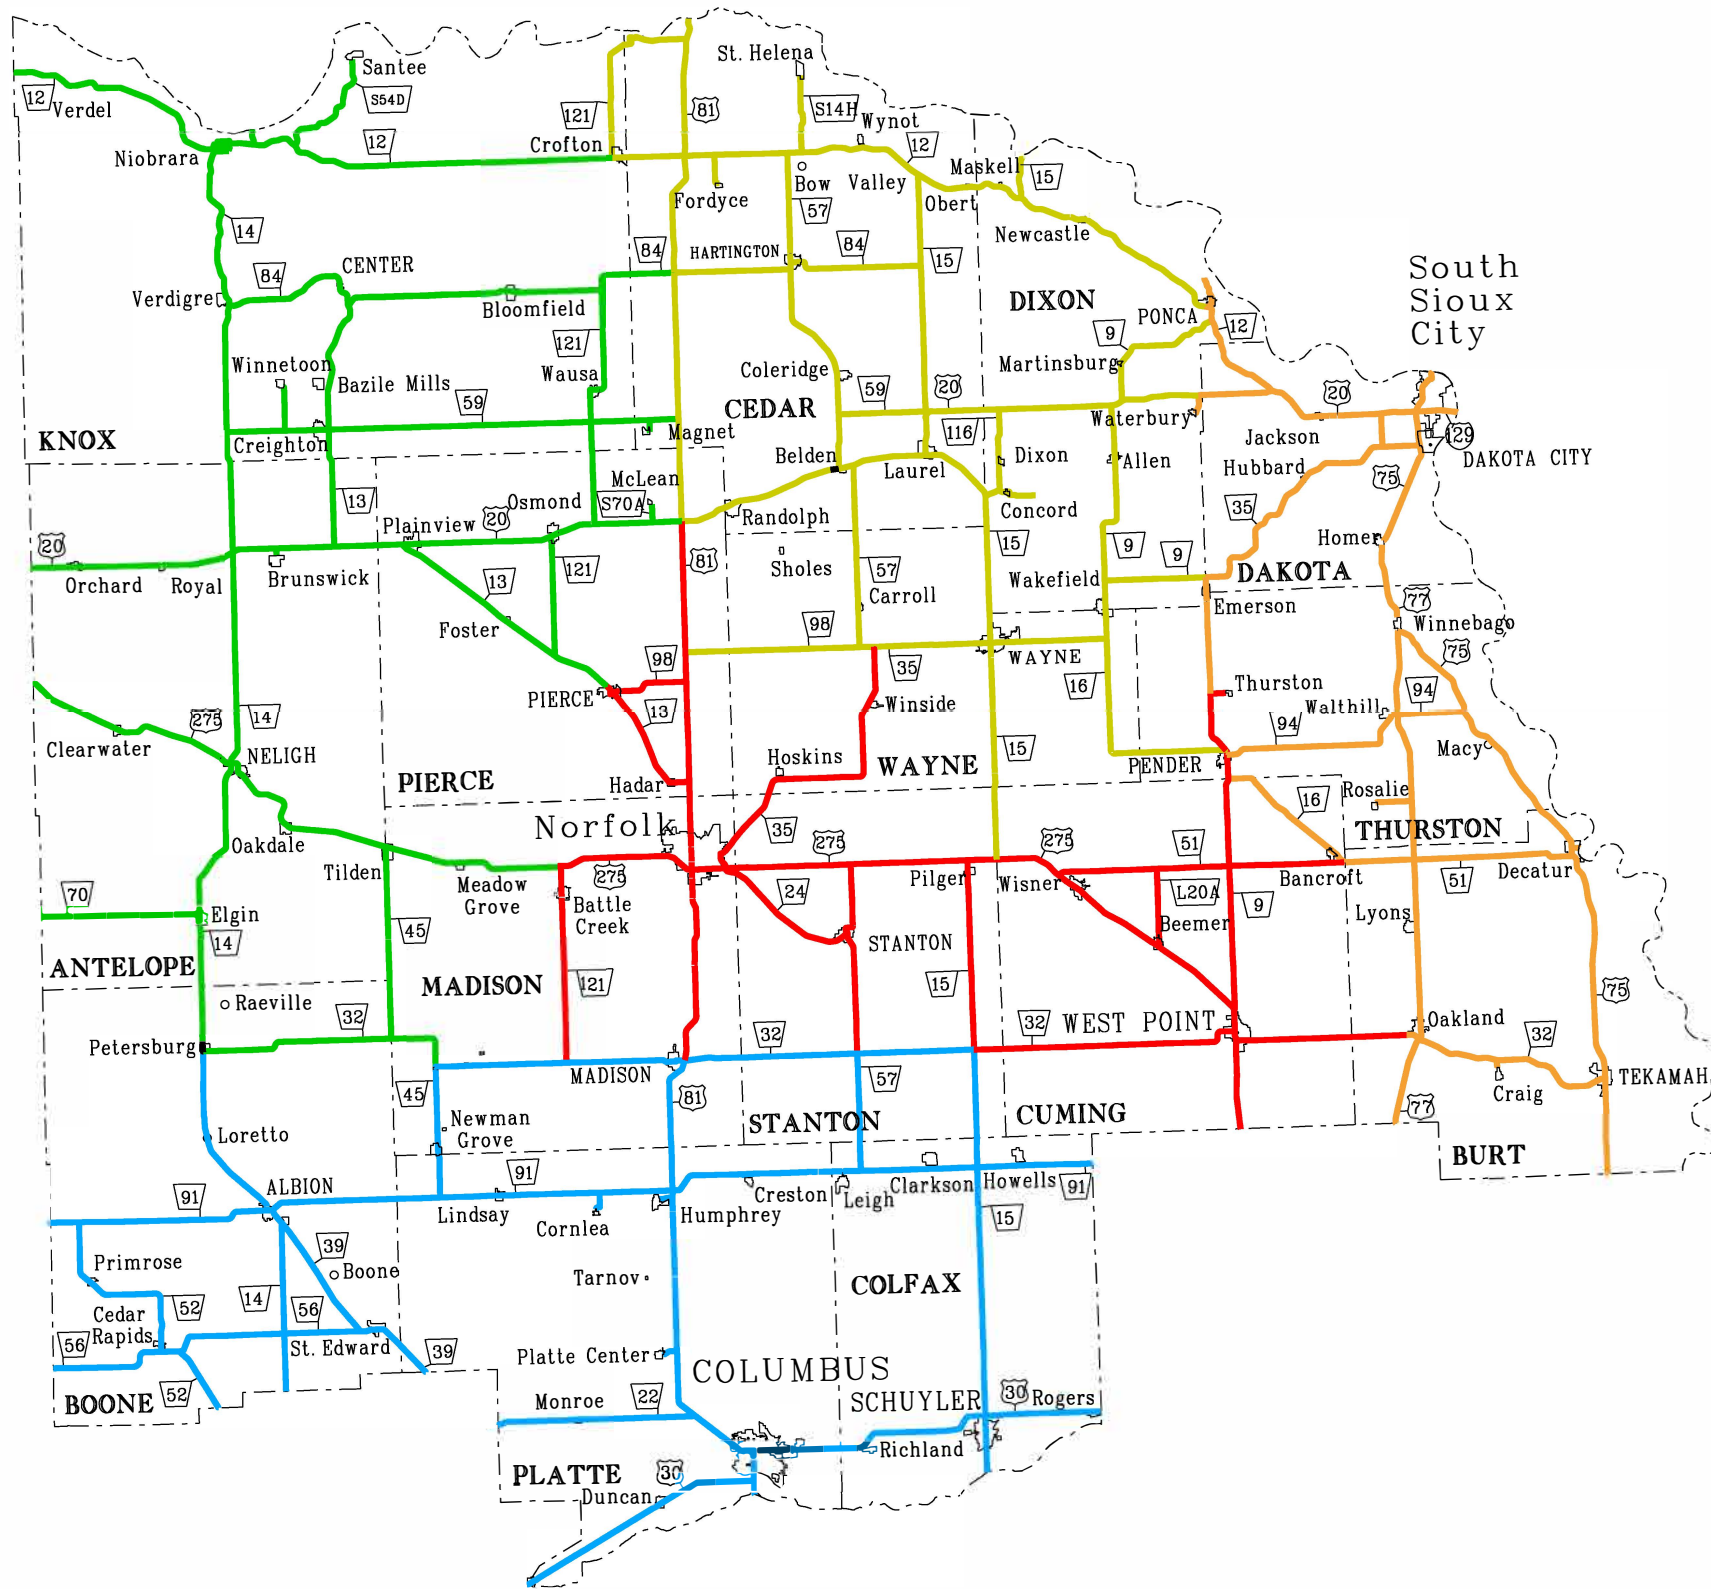 St. Helena
Santee
12
Verdel
S54D
121
81
S14H
Wynot
12
12
Niobrara
Crofton
Maskell
15
Bow Valley
Fordyce
Obert
57
14
84
HARTINGTON
84
15
Newcastle
84
CENTER
South
Sioux
City
Verdigre
Bloomfield
DIXON
PONCA
12
121
9
Martinsburg
Winnetoon
Bazile Mills
Wausa
Coleridge
59
20
20
59
CEDAR
Waterbury
KNOX
Creighton
Magnet
116
Jackson
129
Belden
Laurel
Dixon
Allen
Hubbard
DAKOTA CITY
McLean
75
13
Osmond
S70A
Randolph
Concord
35
Plainview
20
20
Orchard
Royal
Brunswick
13
121
81
Sholes
57
15
9
9
Homer
Wakefield
DAKOTA
Carroll
Emerson
77
Foster
98
Winnebago
98
35
WAYNE
75
PIERCE
13
Winside
16
Thurston
94
275
14
94
Walthill
Clearwater
NELIGH
Hoskins
WAYNE
15
PENDER
Macy
PIERCE
Hadar
Rosalie
16
Norfolk
35
THURSTON
Oakdale
275
275
51
Tilden
Meadow
Grove
275
Pilger
Wisner
Bancroft
Decatur
51
70
Battle
Creek
24
L20A
9
Elgin
45
Beemer
Lyons
14
STANTON
ANTELOPE
MADISON
121
15
75
Raeville
32
32
32
WEST POINT
Oakland
32
Petersburg
MADISON
57
TEKAMAH
45
81
Craig
Newman
Grove
STANTON
CUMING
77
Loretto
BURT
91
ALBION
91
Lindsay
Cornlea
Humphrey
Creston
Leigh
Clarkson
Howells
91
15
39
Primrose
Boone
Tarnov
COLFAX
Cedar
Rapids
52
14
56
56
St. Edward
39
Platte Center
COLUMBUS
BOONE
52
Monroe
22
SCHUYLER
30
Rogers
Richland
PLATTE
30
Duncan